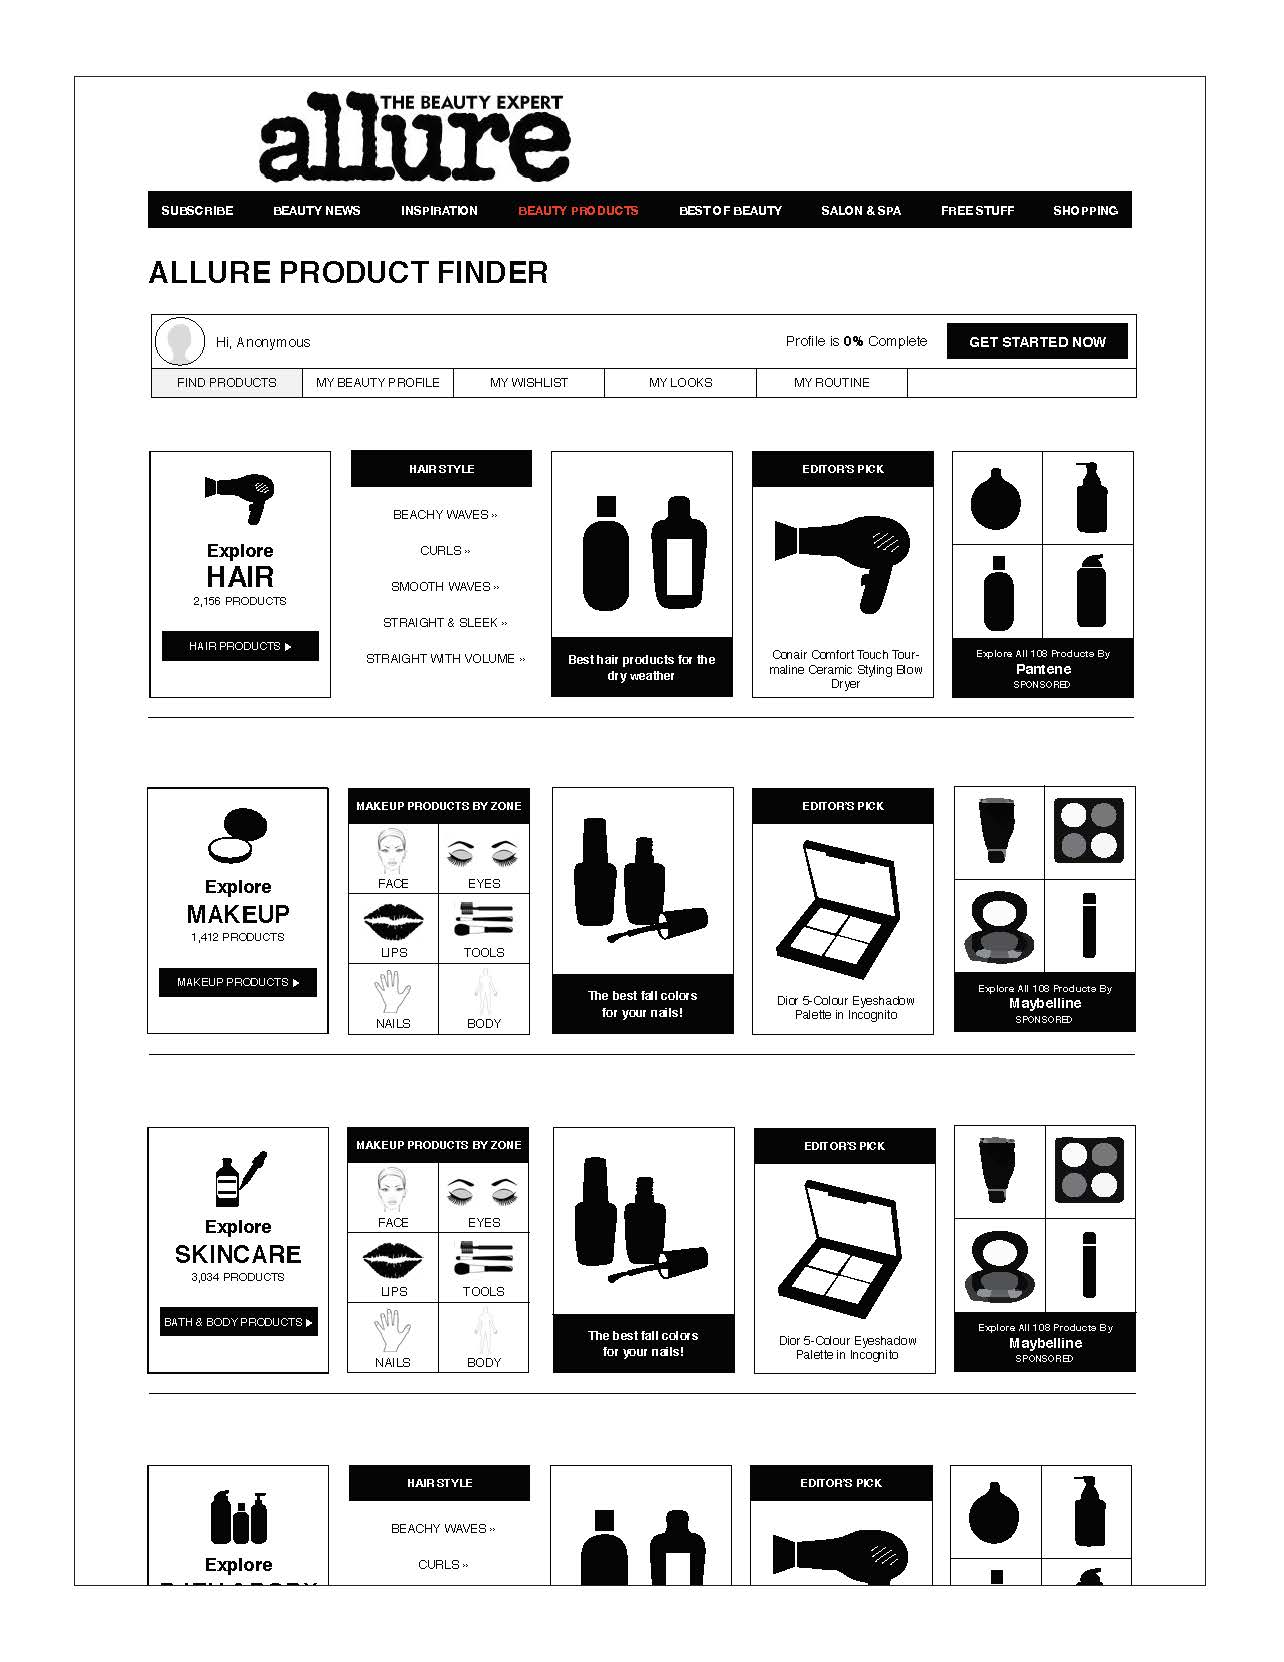 THE BEAUTY EXPERT
allure
SUBSCRIBE BEAUTY NEWS INSPIRATION BEAUTY PRODUCTS BEST OF BEAUTY SALON & SPA FREE STUFF SHOPPING
ALLURE PRODUCT FINDER
Hi, Anonymous
Profile is 0% Complete
GET STARTED NOW
FIND PRODUCTS MY BEAUTY PROFILE MY WISHLIST MY LOOKS MY ROUTINE
Explore
HAIR
2,156 PRODUCTS
HAIR PRODUCTS ▶
HAIR STYLE
BEACHY WAVES »
CURLS »
SMOOTH WAVES »
STRAIGHT & SLEEK »
STRAIGHT WITH VOLUME »
Best hair products for the
dry weather
EDITOR'S PICK
Conair Comfort Touch Tour-
maline Ceramic Styling Blow
Dryer
Explore All 108 Products By
Pantene
SPONSORED
Explore
MAKEUP
1,412 PRODUCTS
MAKEUP PRODUCTS ▶
MAKEUP PRODUCTS BY ZONE
FACE EYES
LIPS TOOLS
NAILS BODY
The best fall colors
for your nails!
EDITOR'S PICK
Dior 5-Colour Eyeshadow
Palette in Incognito
Explore All 108 Products By
Maybelline
SPONSORED
Explore
SKINCARE
3,034 PRODUCTS
BATH & BODY PRODUCTS ▶
MAKEUP PRODUCTS BY ZONE
FACE EYES
LIPS TOOLS
NAILS BODY
The best fall colors
for your nails!
EDITOR'S PICK
Dior 5-Colour Eyeshadow
Palette in Incognito
Explore All 108 Products By
Maybelline
SPONSORED
Explore
HAIR STYLE
BEACHY WAVES »
CURLS »
EDITOR'S PICK